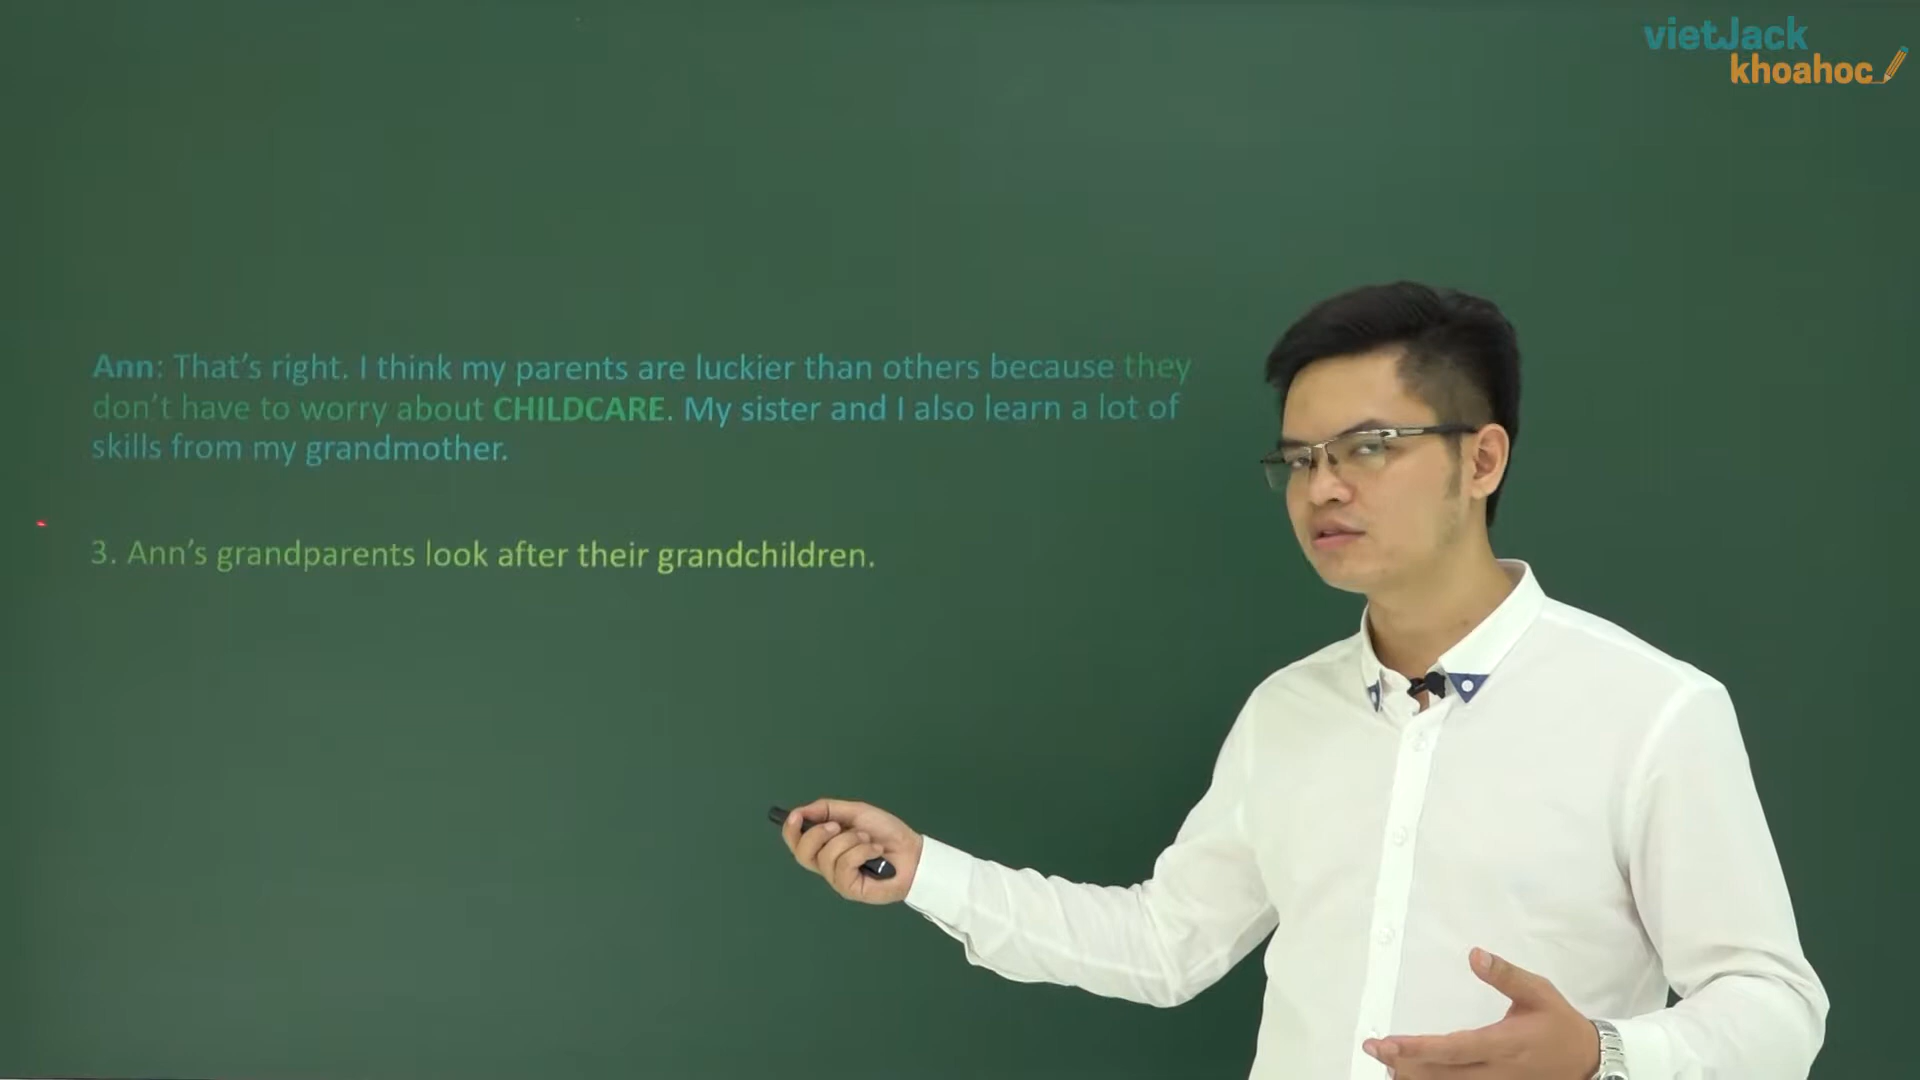 vietJack
khoahoc
Ann: That's right. I think my parents are luckier than others because they
don't have to worry about CHILDCARE. My sister and I also learn a lot of
skills from my grandmother.
3. Ann's grandparents look after their grandchildren.